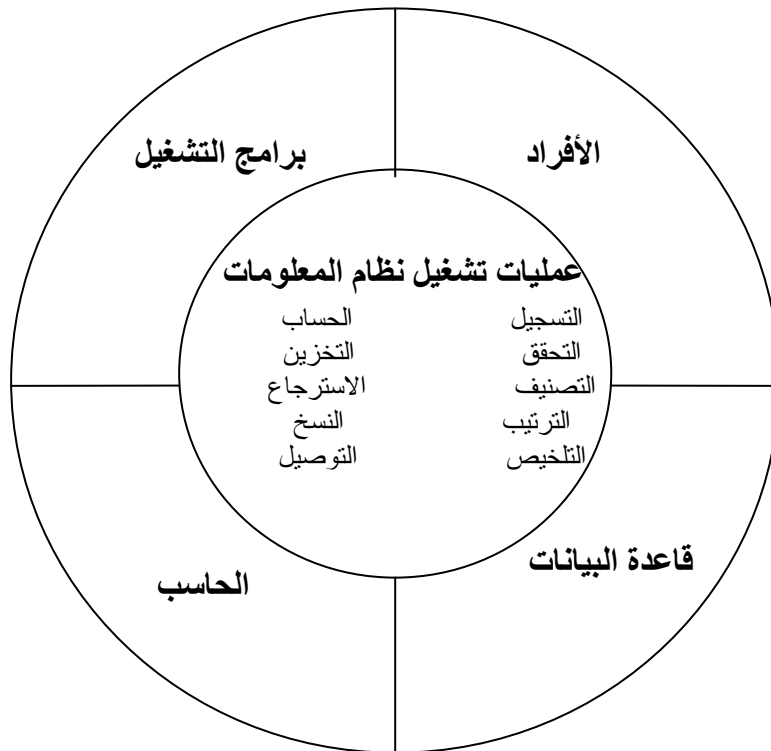 الأفراد
برامج التشغيل
عمليات تشغيل نظام المعلومات
التسجيل الحساب
التحقق التخزين
التصنيف الاسترجاع
الترتيب النسخ
التلخيص التوصيل
قاعدة البيانات
الحاسب